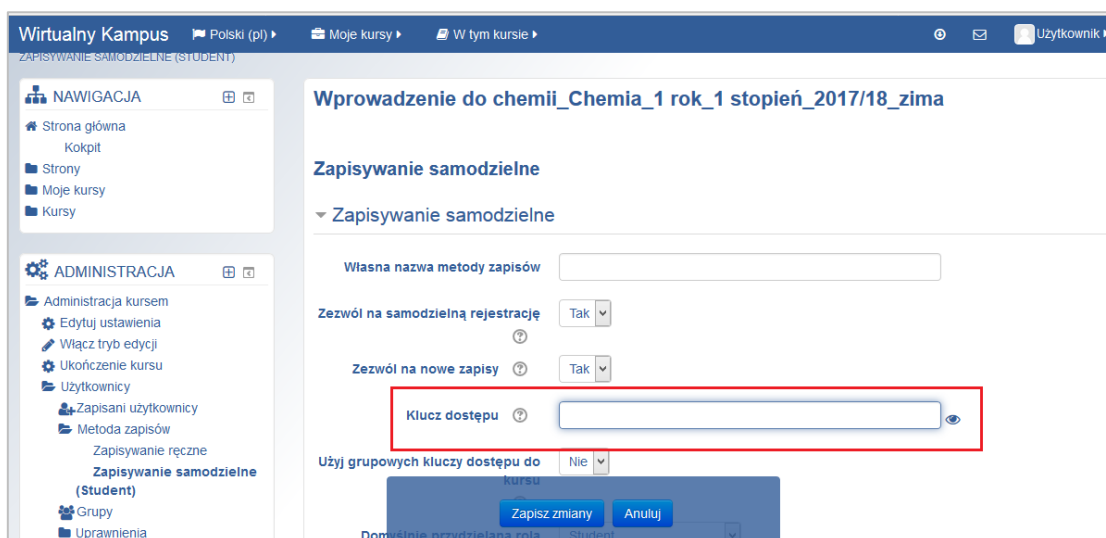 Wirtualny Kampus Polski (pl) Moje kursy W tym kursie Użytkownik
ZAPISYWANIE SAMODZIELNE (STUDENT)
NAWIGACJA
Strona główna
Kokpit
Strony
Moje kursy
Kursy
ADMINISTRACJA
Administracja kursem
Edytuj ustawienia
Włącz tryb edycji
Ukończenie kursu
Użytkownicy
Zapisani użytkownicy
Metoda zapisów
Zapisywanie ręczne
Zapisywanie samodzielne
(Student)
Grupy
Uprawnienia
Wprowadzenie do chemii_Chemia_1 rok_1 stopień_2017/18_zima
Zapisywanie samodzielne
Zapisywanie samodzielne
Własna nazwa metody zapisów
Zezwól na samodzielną rejestrację Tak
Zezwól na nowe zapisy Tak
Klucz dostępu
Użyj grupowych kluczy dostępu do Nie
kursu
Zapisz zmiany Anuluj
Domyślnie przydzielana rola Student